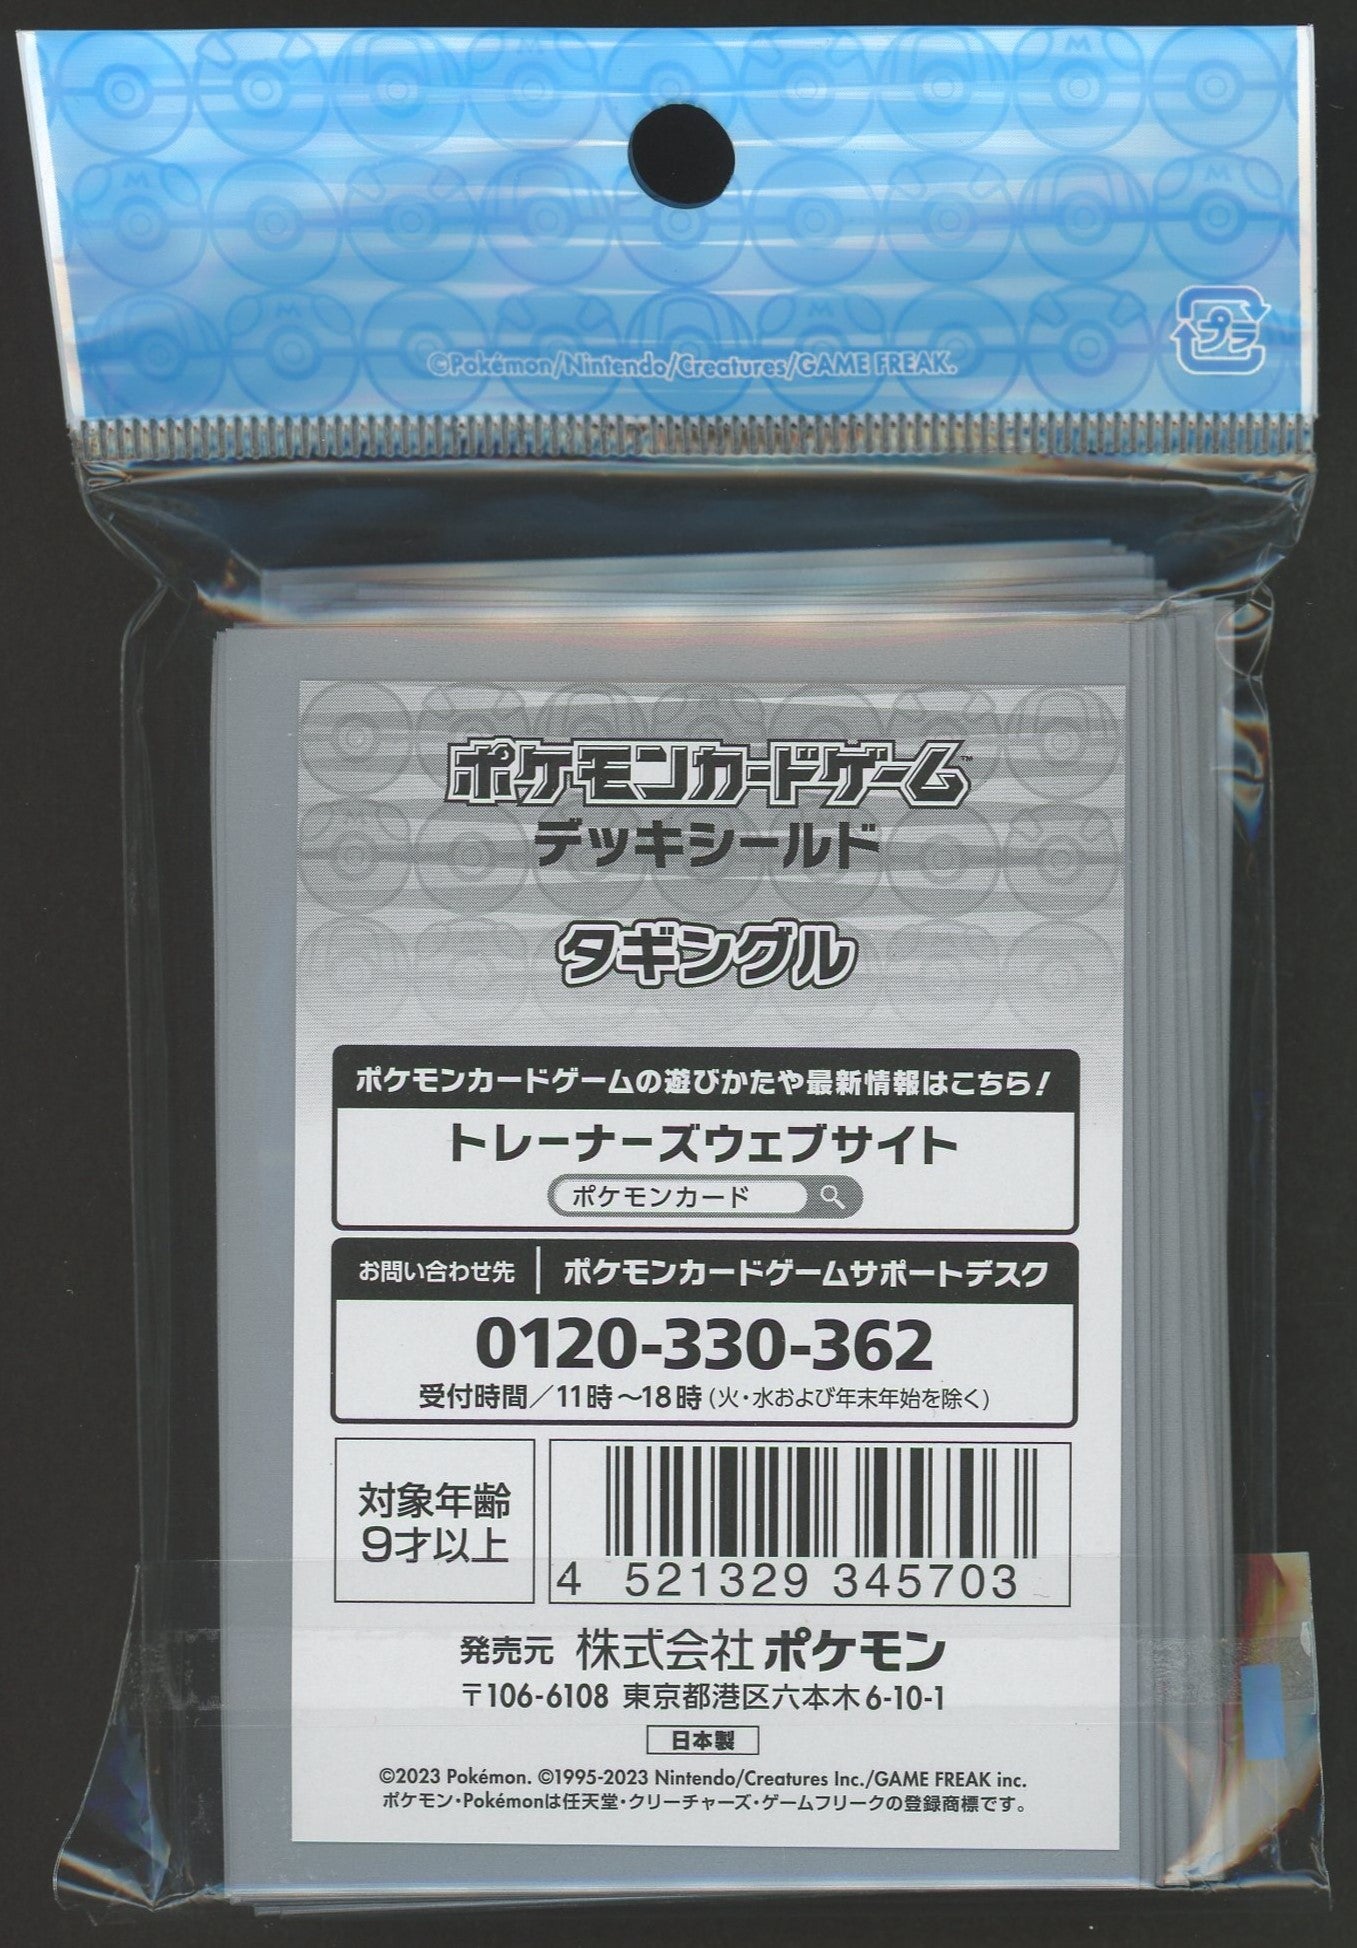 ©Pokémon/Nintendo/Creatures/GAME FREAK.
プラ
ポケモンカードゲーム™
デッキシールド
タギングル
ポケモンカードゲームの遊びかたや最新情報はこちら!
トレーナーズウェブサイト
ポケモンカード
お問い合わせ先 ポケモンカードゲームサポートデスク
0120-330-362
受付時間/11時～18時(火・水および年末年始を除く)
対象年齢
9才以上
4 521329 345703
発売元 株式会社ポケモン
〒106-6108 東京都港区六本木6-10-1
日本製
©2023 Pokémon. ©1995-2023 Nintendo/Creatures Inc./GAME FREAK inc.
ポケモン・Pokémonは任天堂・クリーチャーズ・ゲームフリークの登録商標です。